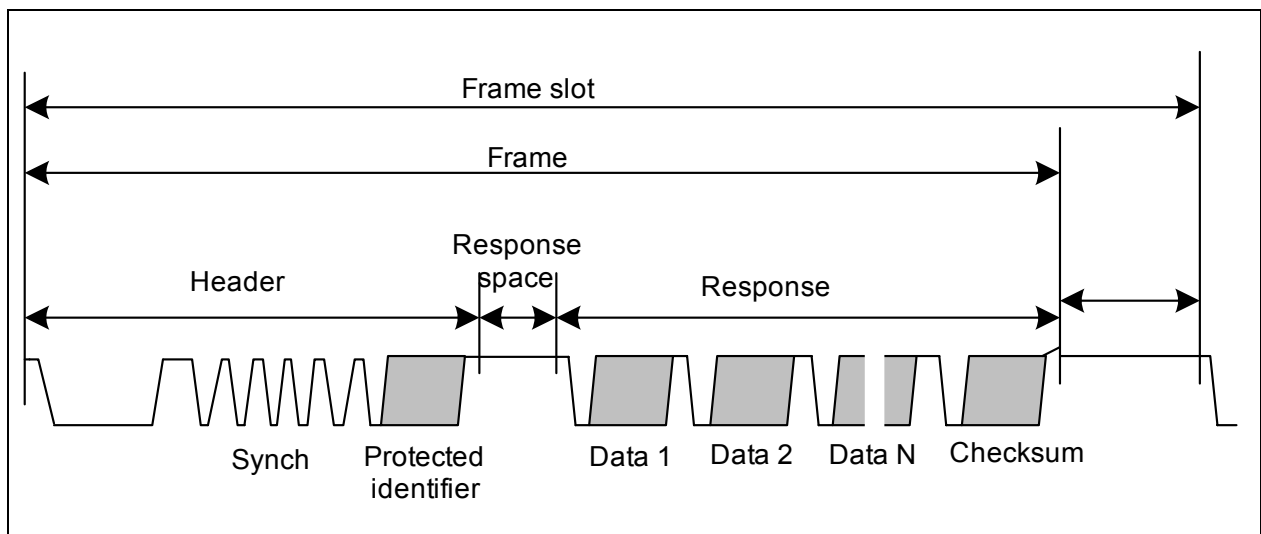 Frame slot
Frame
Header
Response
space
Response
Synch
Protected
identifier
Data 1
Data 2
Data N
Checksum